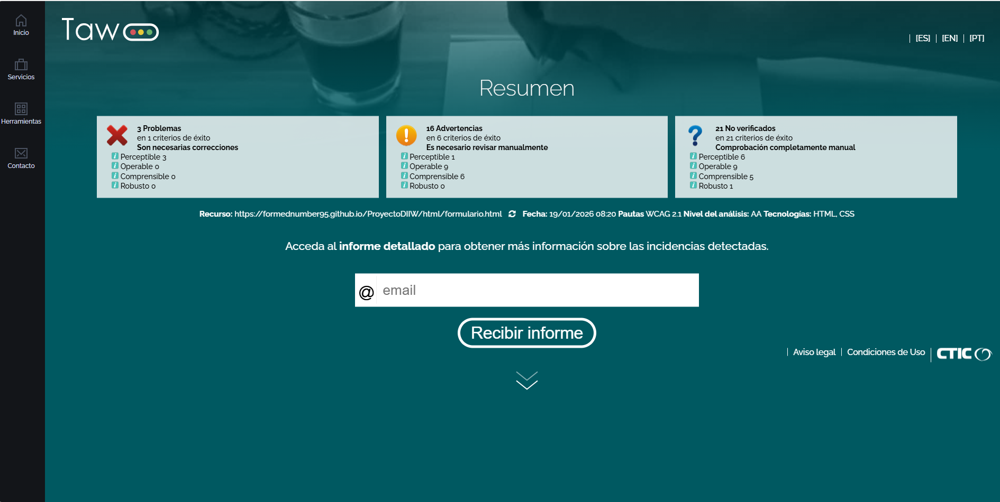 Inicio
Servicios
Herramientas
Contacto
Taw
| [ES] | [EN] | [PT]
Resumen
3 Problemas
en 1 criterios de éxito
Son necesarias correcciones
Perceptible 3
Operable 0
Comprensible 0
Robusto 0
16 Advertencias
en 6 criterios de éxito
Es necesario revisar manualmente
Perceptible 1
Operable 9
Comprensible 6
Robusto 0
21 No verificados
en 21 criterios de éxito
Comprobación completamente manual
Perceptible 6
Operable 9
Comprensible 5
Robusto 1
Recurso: https://formednumber95.github.io/ProyectoDIIW/html/formulario.html Fecha: 19/01/2026 08:20 Pautas WCAG 2.1 Nivel del análisis: AA Tecnologías: HTML, CSS
Acceda al informe detallado para obtener más información sobre las incidencias detectadas.
@ email
Recibir informe
| Aviso legal | Condiciones de Uso | CTIC